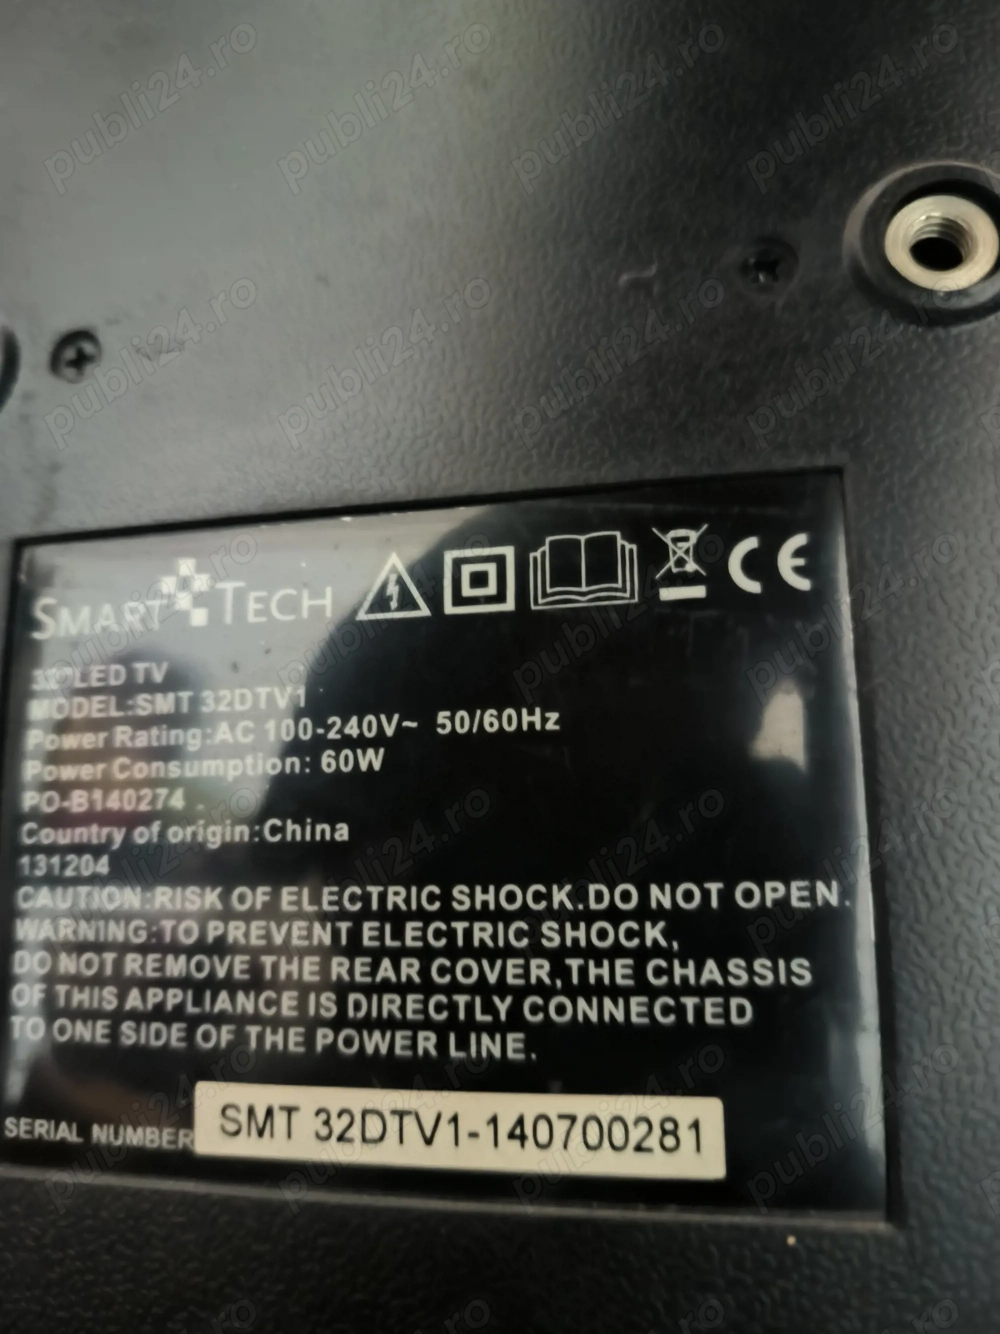 SMART TECH
CE
32" LED TV
MODEL:SMT 32DTV1
Power Rating:AC 100-240V~ 50/60Hz
Power Consumption: 60W
PO-B140274
Country of origin:China
131204
CAUTION:RISK OF ELECTRIC SHOCK.DO NOT OPEN.
WARNING:TO PREVENT ELECTRIC SHOCK,
DO NOT REMOVE THE REAR COVER,THE CHASSIS
OF THIS APPLIANCE IS DIRECTLY CONNECTED
TO ONE SIDE OF THE POWER LINE.
SERIAL NUMBER SMT 32DTV1-140700281
publi24.ro